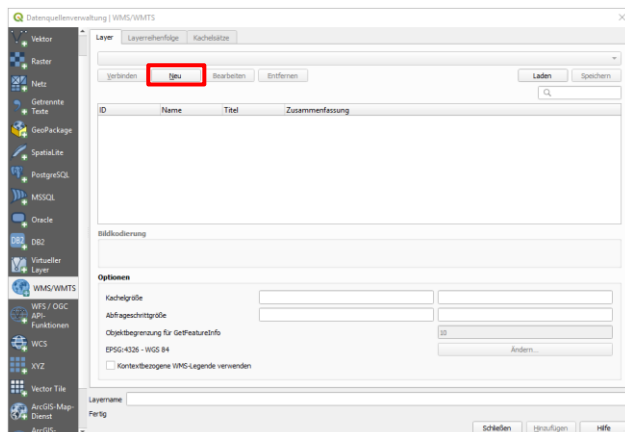 Datenquellenverwaltung | WMS/WMTS
Vektor
Raster
Netz
Getrennte
Texte
GeoPackage
SpatiaLite
PostgreSQL
MSSQL
Oracle
DB2
DB2
Virtueller
Layer
WMS/WMTS
WFS / OGC
API-
Funktionen
WCS
XYZ
Vector Tile
ArcGIS-Map-
Dienst
ArcGIS-
Layer Layerreihenfolge Kachelsätze
Verbinden Neu Bearbeiten Entfernen Laden Speichern
ID Name Titel Zusammenfassung
Bildkodierung
Optionen
Kachelgröße
Abfrageschrittgröße
Objektbegrenzung für GetFeatureInfo 10
EPSG:4326 - WGS 84 Ändern...
Kontextbezogene WMS-Legende verwenden
Layername
Fertig
Schließen Hinzufügen Hilfe